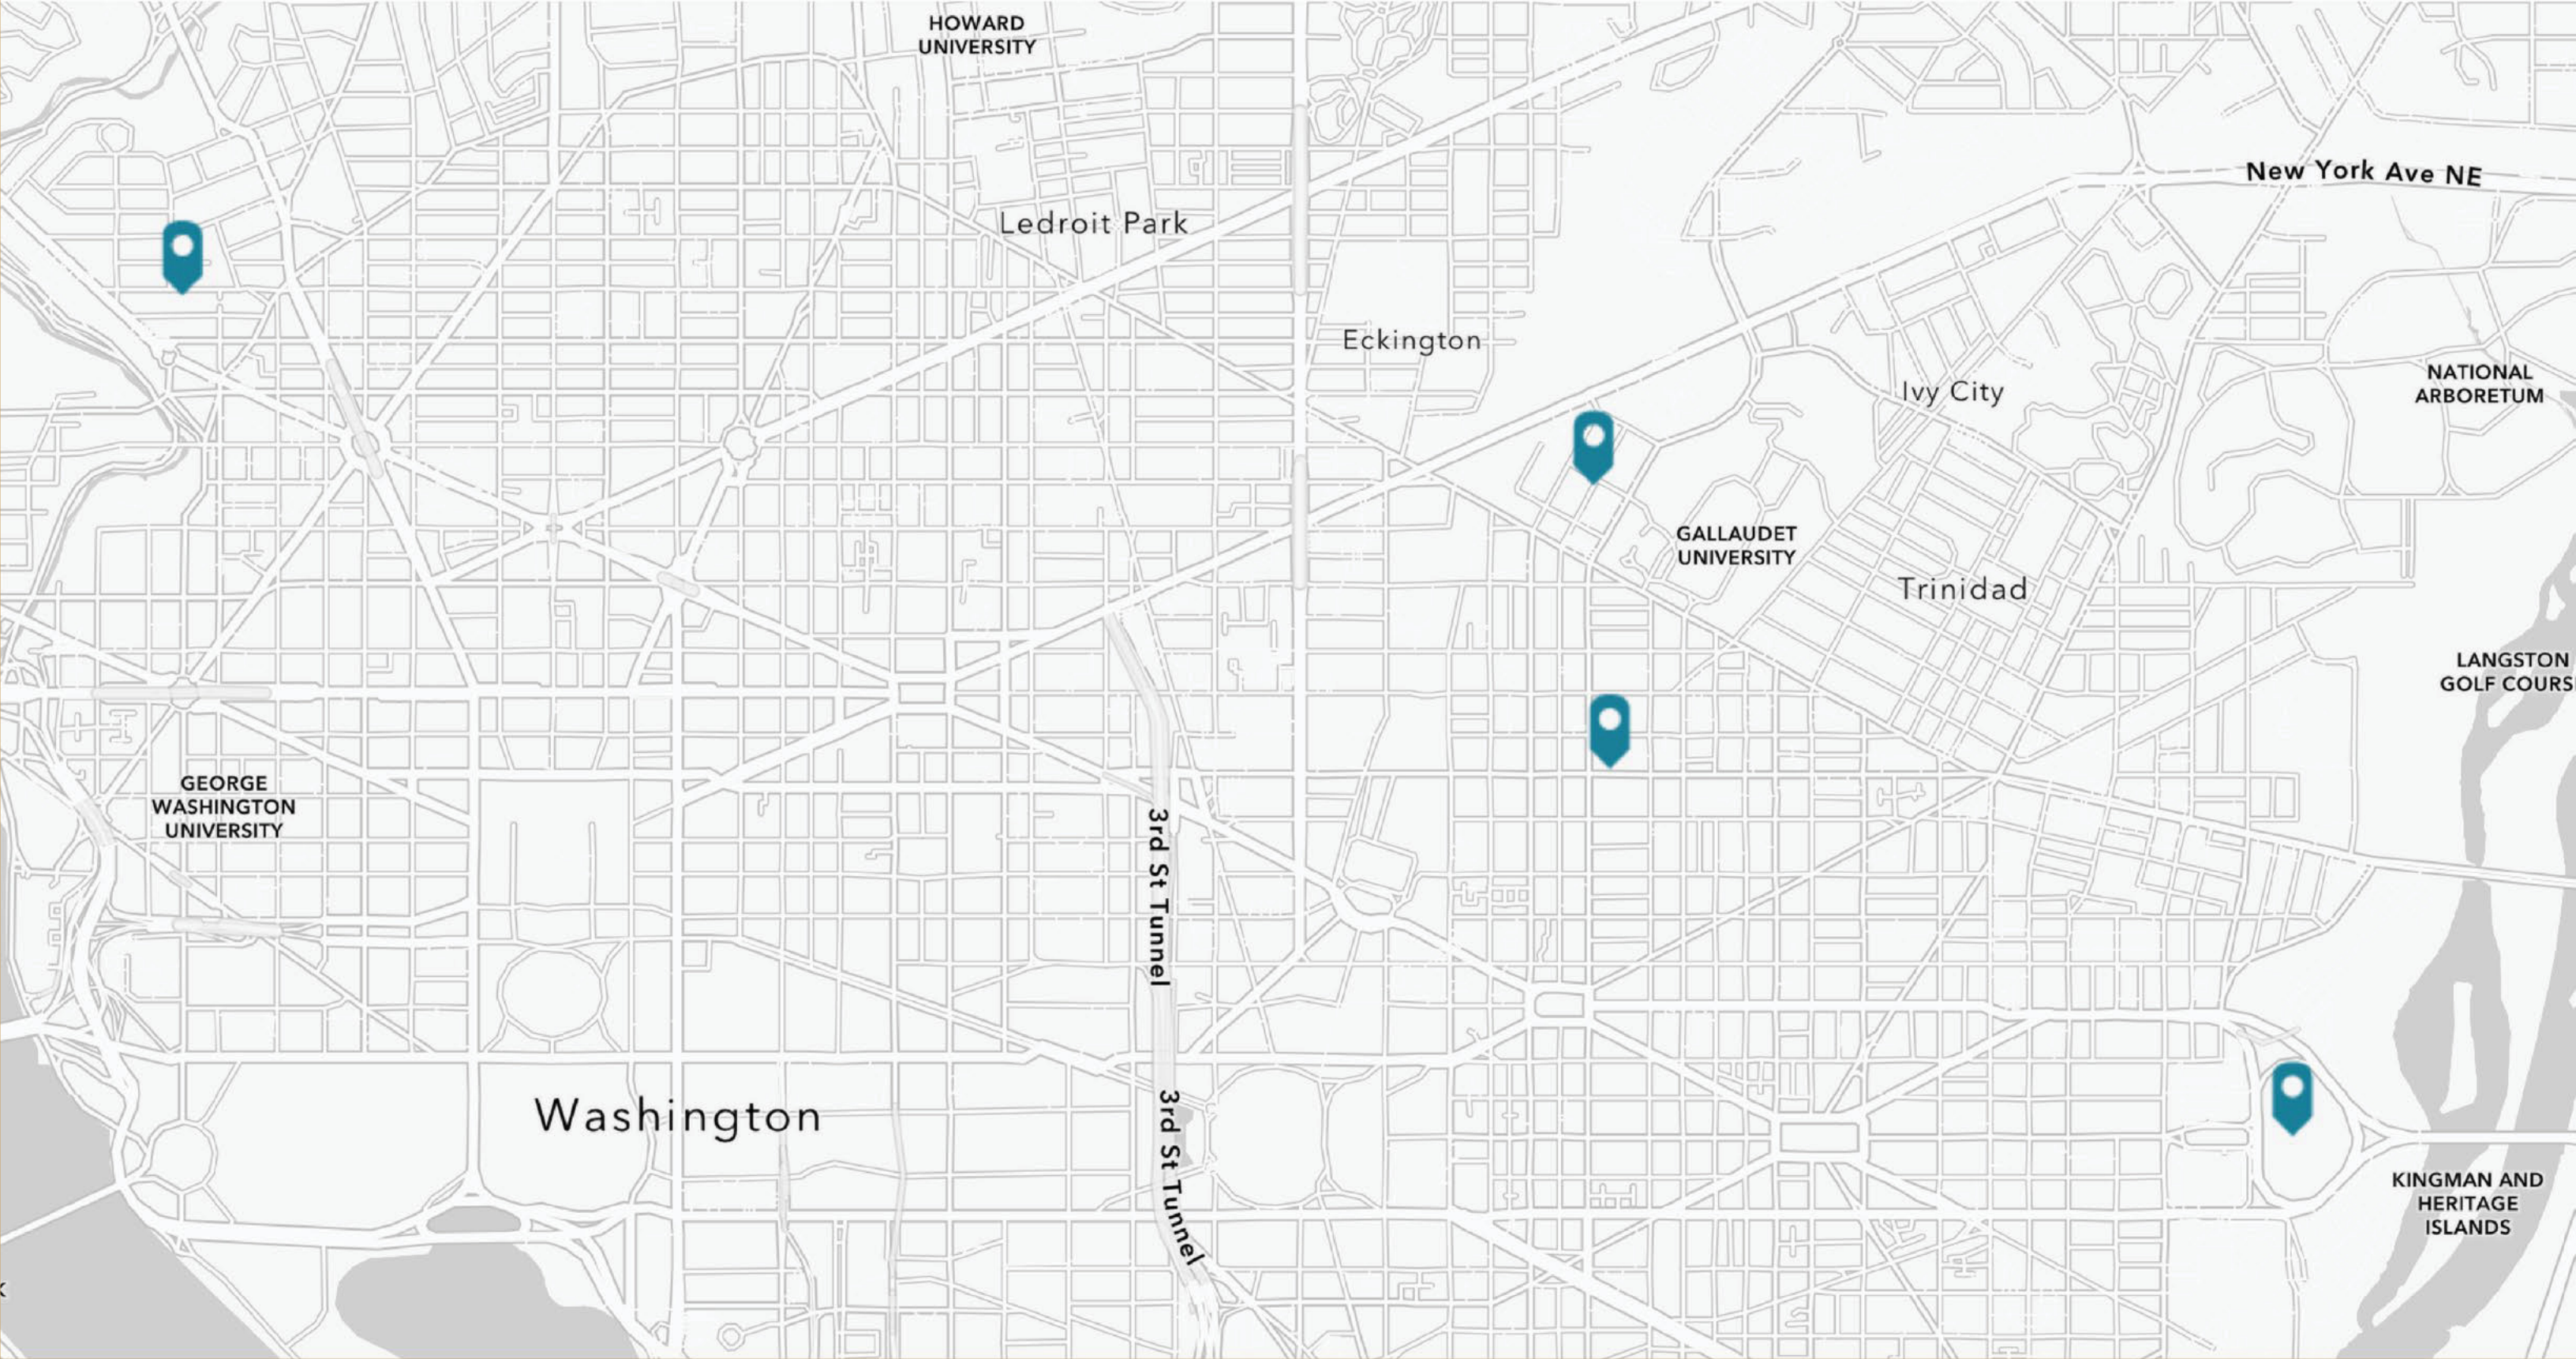 HOWARD
UNIVERSITY
New York Ave NE
Ledroit Park
Eckington
Ivy City
NATIONAL
ARBORETUM
GALLAUDET
UNIVERSITY
Trinidad
LANGSTON
GOLF COURS
GEORGE
WASHINGTON
UNIVERSITY
3rd St Tunnel
Washington
3rd St Tunnel
KINGMAN AND
HERITAGE
ISLANDS